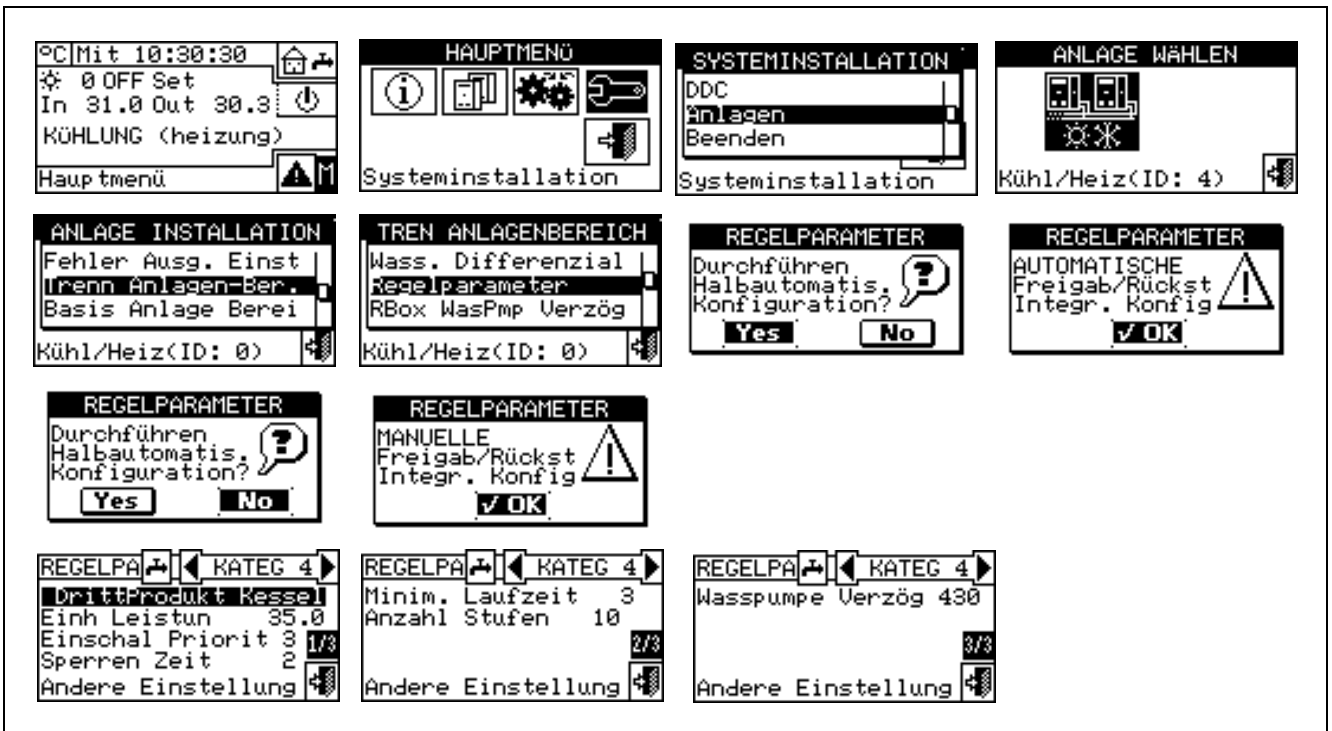 ºC Mit 10:30:30
0 OFF Set
In 31.0 Out 30.3
KüHLUNG (heizung)
Haup tmenü
M
HAUPTMENü
i
Systeminstallation
SYSTEMINSTALLATION
DDC
Anlagen
Beenden
Systeminstallation
ANLAGE WäHLEN
Kühl/Heiz(ID: 4)
ANLAGE INSTALLATION
Fehler Ausg. Einst
Trenn Anlagen-Ber.
Basis Anlage Berei
Kühl/Heiz(ID: 0)
TREN ANLAGENBEREICH
Wass. Differenzial
Regelparameter
RBox WasPmp Verzög
Kühl/Heiz(ID: 0)
REGELPARAMETER
Durchführen
Halbautomatis.
Konfiguration?
?
Yes No
REGELPARAMETER
AUTOMATISCHE
Freigab/Rückst
Integr. Konfig
!
√ OK
REGELPARAMETER
Durchführen
Halbautomatis.
Konfiguration?
?
Yes No
REGELPARAMETER
MANUELLE
Freigab/Rückst
Integr. Konfig
!
√ OK
REGELPA KATEG 4
DrittProdukt Kessel
Einh Leistun 35.0
Einschal Priorit 3 1/3
Sperren Zeit 2
Andere Einstellung
REGELPA KATEG 4
Minim. Laufzeit 3
Anzahl Stufen 10
2/3
Andere Einstellung
REGELPA KATEG 4
Wasspumpe Verzög 430
3/3
Andere Einstellung